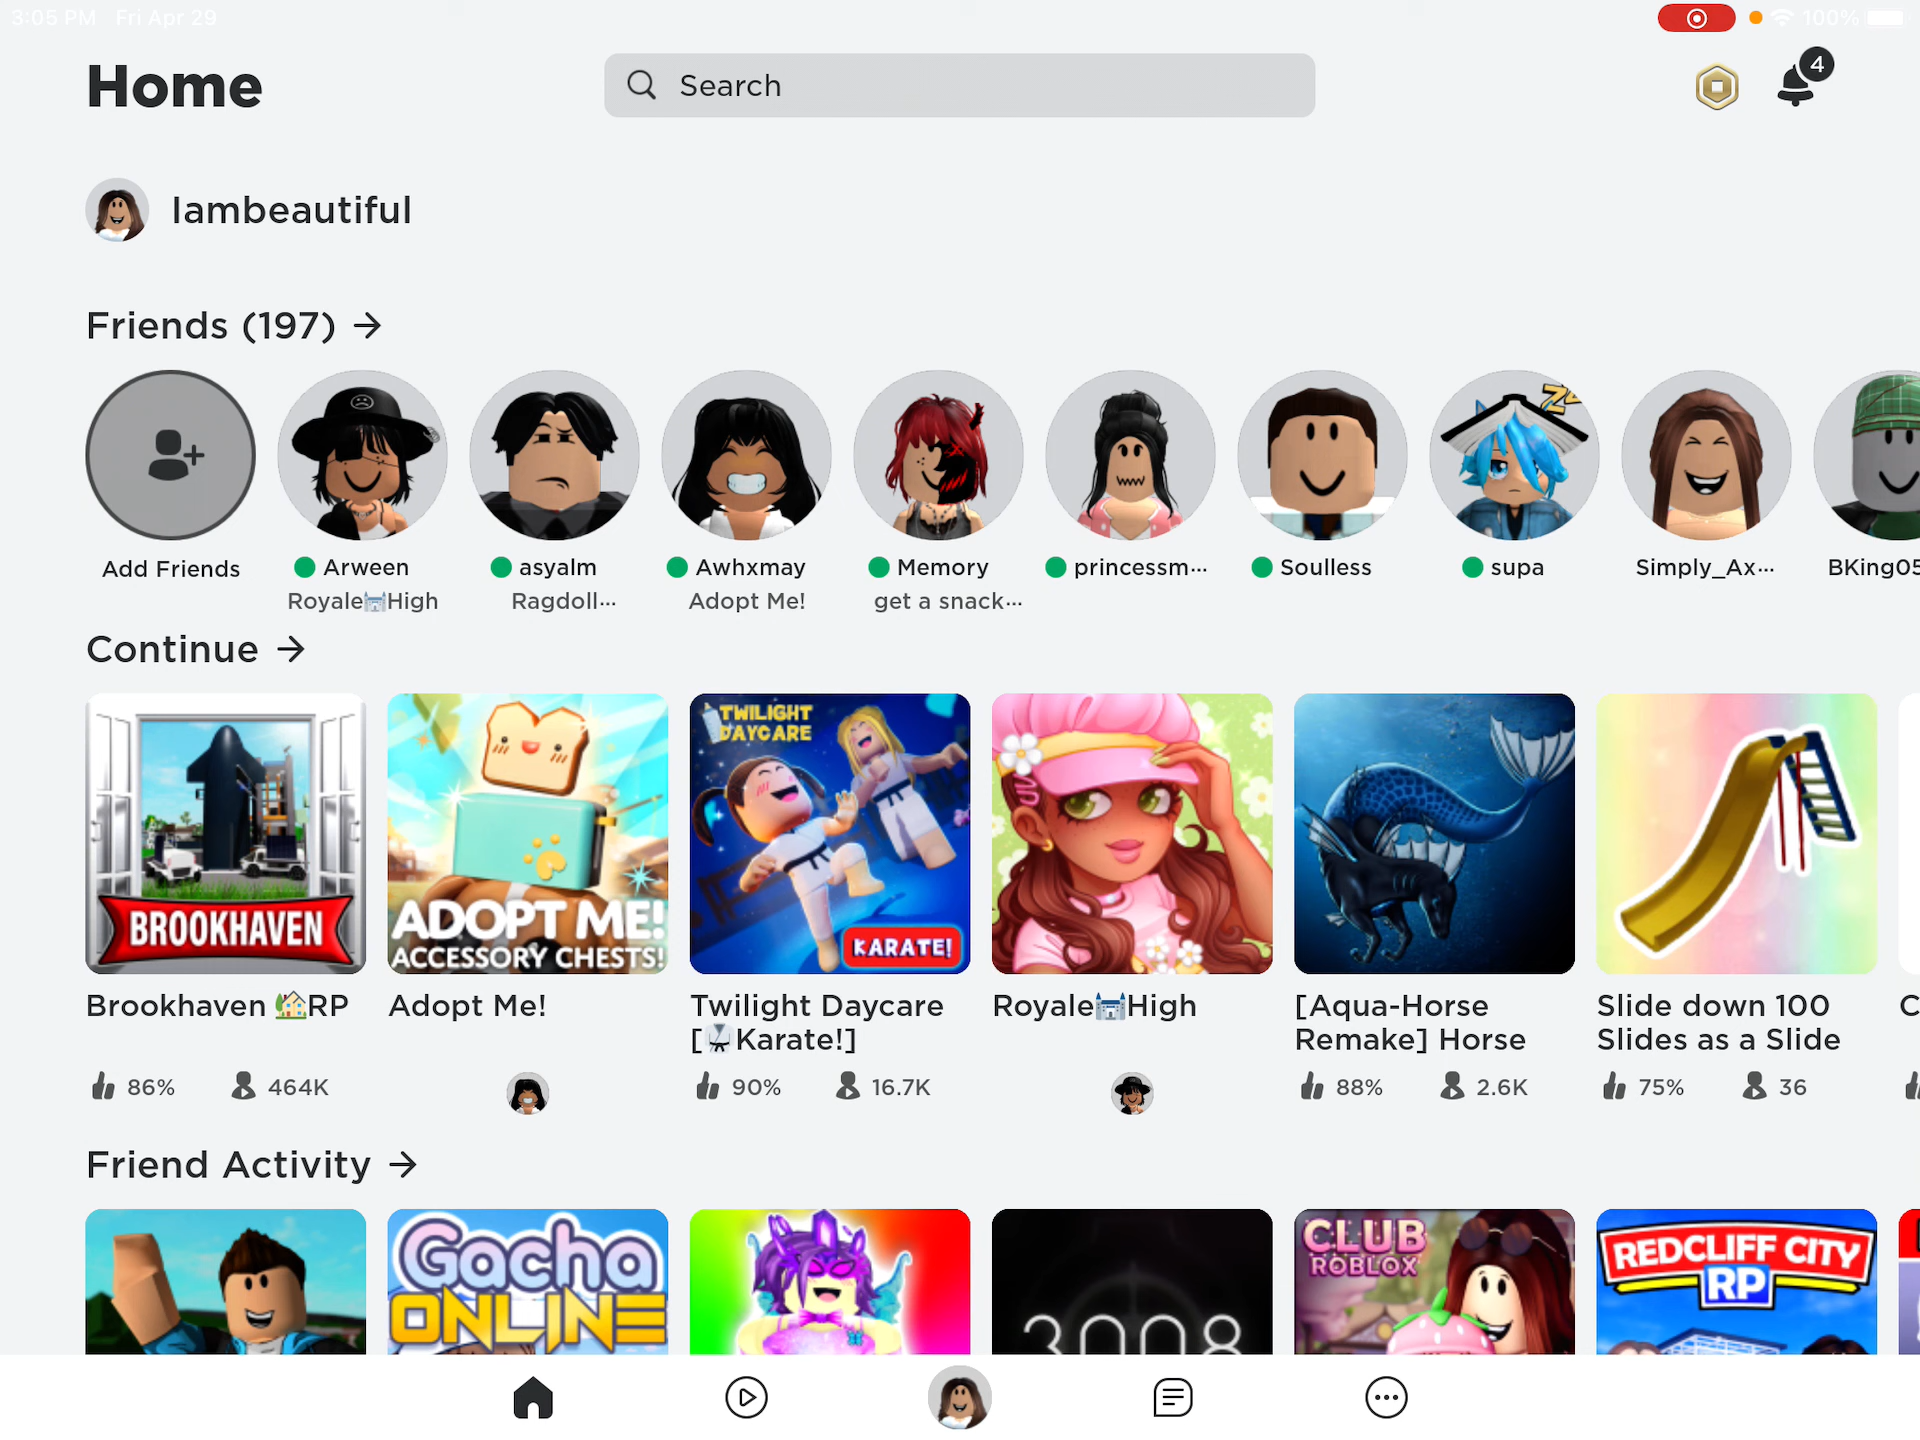 3:05 PM Fri Apr 29
100%
Home
Search
4
Iambeautiful
Friends (197)
Add Friends
Arween
Royale🏰High
asyalm
Ragdoll...
Awhxmay
Adopt Me!
Memory
get a snack...
princessm...
Soulless
supa
Simply_Ax...
BKing05
Continue
BROOKHAVEN
ADOPT ME!
ACCESSORY CHESTS!
TWILIGHT
DAYCARE
KARATE!
Brookhaven 🏡RP
Adopt Me!
Twilight Daycare
[🥋Karate!]
Royale🏰High
[Aqua-Horse
Remake] Horse
Slide down 100
Slides as a Slide
C
86%
464K
90%
16.7K
88%
2.6K
75%
36
Friend Activity
Gacha
ONLINE
3008
CLUB
ROBLOX
REDCLIFF CITY
RP